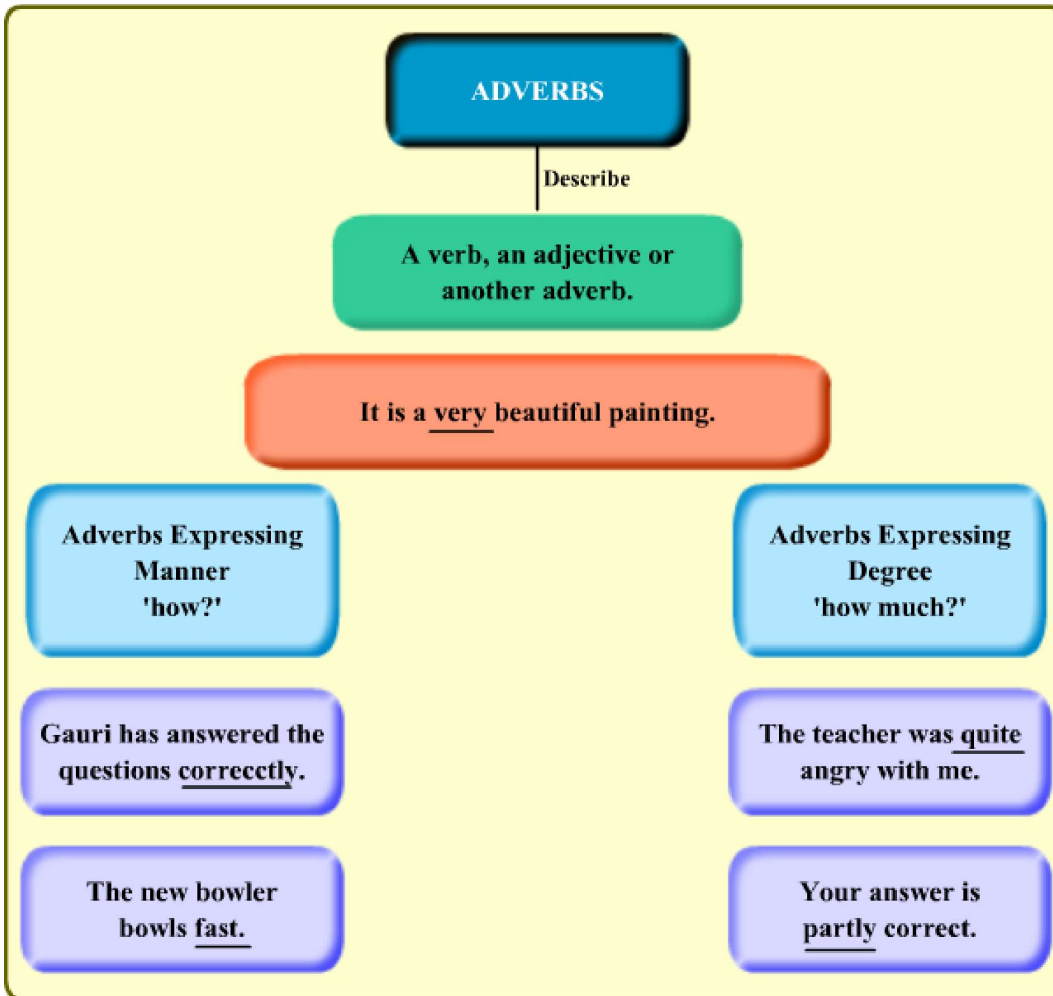 ADVERBS
Describe
A verb, an adjective or
another adverb.
It is a very beautiful painting.
Adverbs Expressing
Manner
'how?'
Gauri has answered the
questions correcctly.
The new bowler
bowls fast.
Adverbs Expressing
Degree
'how much?'
The teacher was quite
angry with me.
Your answer is
partly correct.